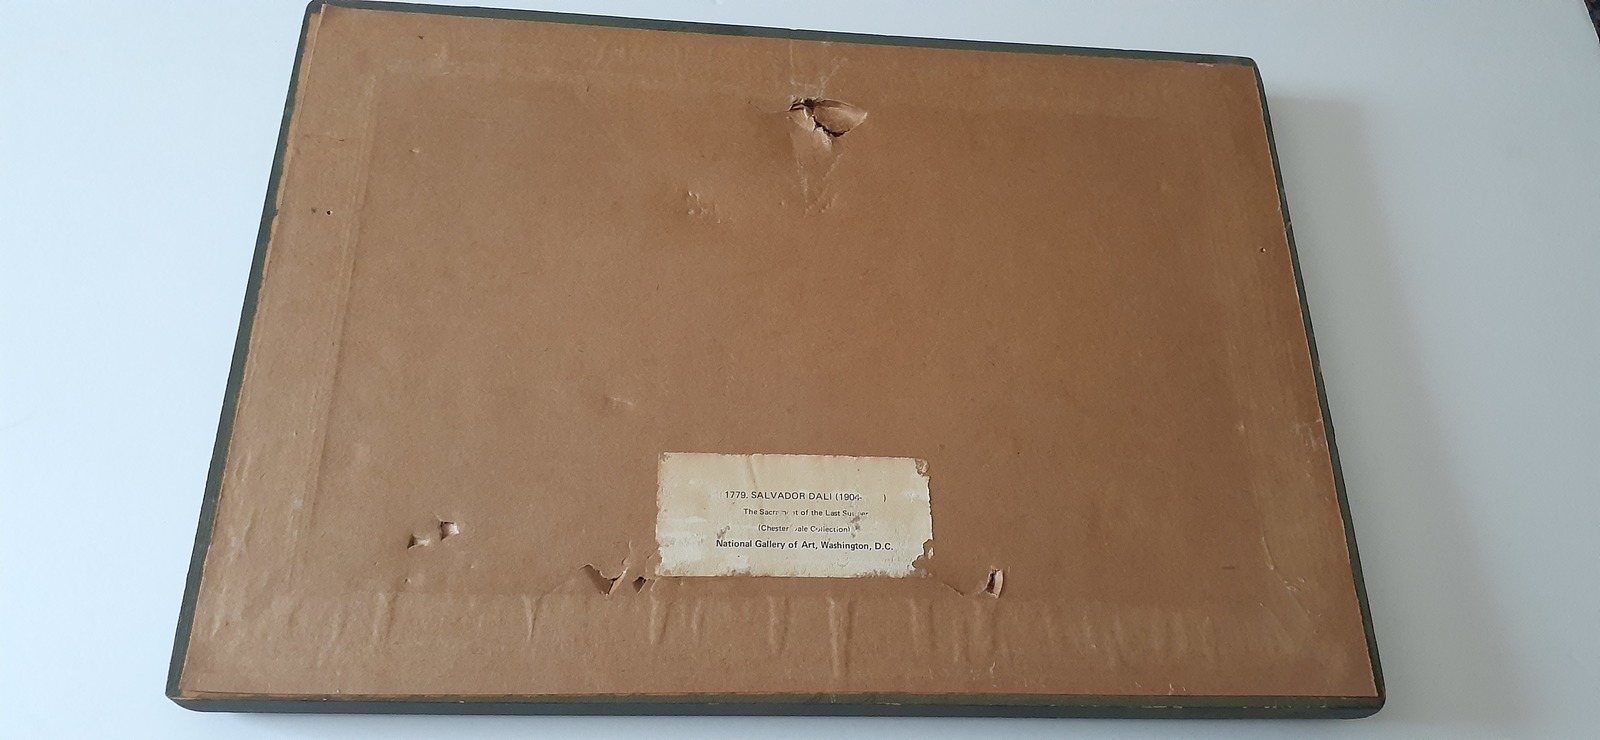 1779. SALVADOR DALI (1904- )
The Sacrament of the Last Supper
(Chester Dale Collection)
National Gallery of Art, Washington, D.C.